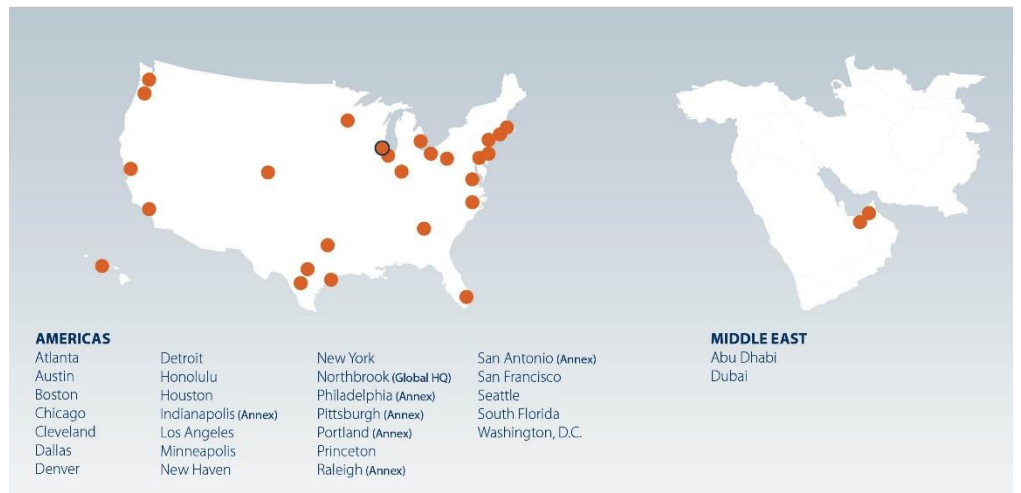 AMERICAS
Atlanta
Austin
Boston
Chicago
Cleveland
Dallas
Denver
Detroit
Honolulu
Houston
Indianapolis (Annex)
Los Angeles
Minneapolis
New Haven
New York
Northbrook (Global HQ)
Philadelphia (Annex)
Pittsburgh (Annex)
Portland (Annex)
Princeton
Raleigh (Annex)
San Antonio (Annex)
San Francisco
Seattle
South Florida
Washington, D.C.
MIDDLE EAST
Abu Dhabi
Dubai